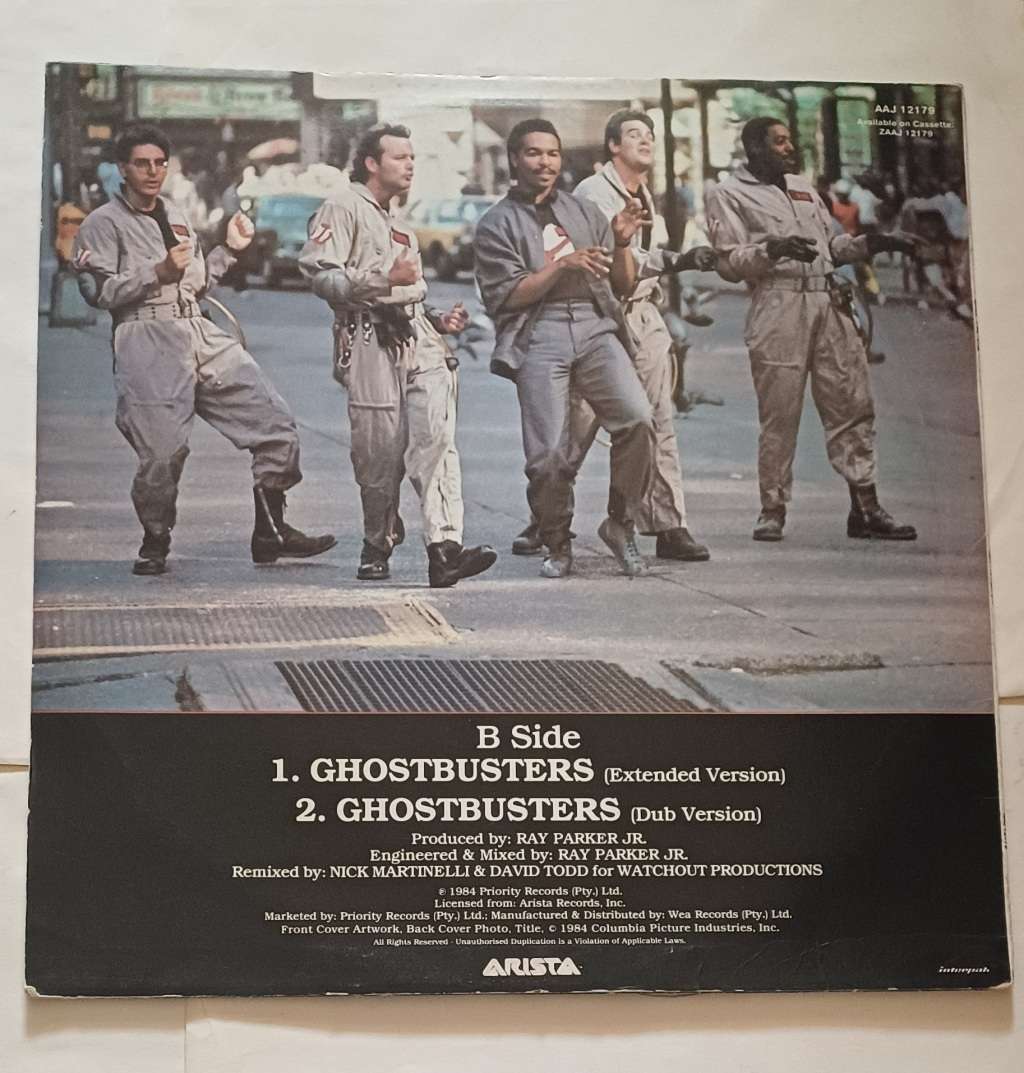 AAJ 12179
Available on Cassette:
ZAAJ 12179
B Side
1. GHOSTBUSTERS (Extended Version)
2. GHOSTBUSTERS (Dub Version)
Produced by: RAY PARKER JR.
Engineered & Mixed by: RAY PARKER JR.
Remixed by: NICK MARTINELLI & DAVID TODD for WATCHOUT PRODUCTIONS
℗ 1984 Priority Records (Pty.) Ltd.
Licensed from: Arista Records, Inc.
Marketed by: Priority Records (Pty.) Ltd.; Manufactured & Distributed by: Wea Records (Pty.) Ltd.
Front Cover Artwork, Back Cover Photo, Title, © 1984 Columbia Picture Industries, Inc.
All Rights Reserved - Unauthorised Duplication is a Violation of Applicable Laws.
ARISTA
interpak